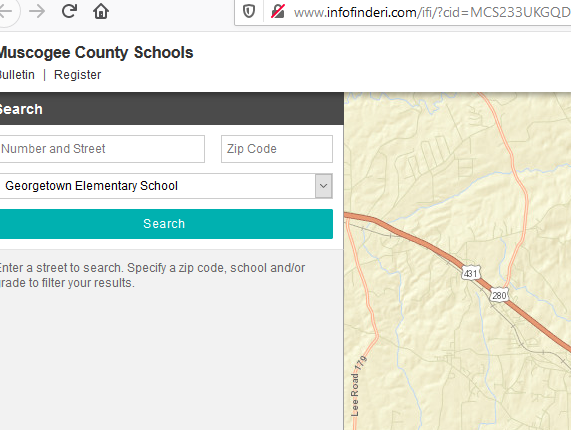 www.infofinderi.com/ifi/?cid=MCS233UKGQD
Muscogee County Schools
Bulletin | Register
Search
Number and Street
Zip Code
Georgetown Elementary School
Search
Enter a street to search. Specify a zip code, school and/or
grade to filter your results.
431
280
Lee Road 179